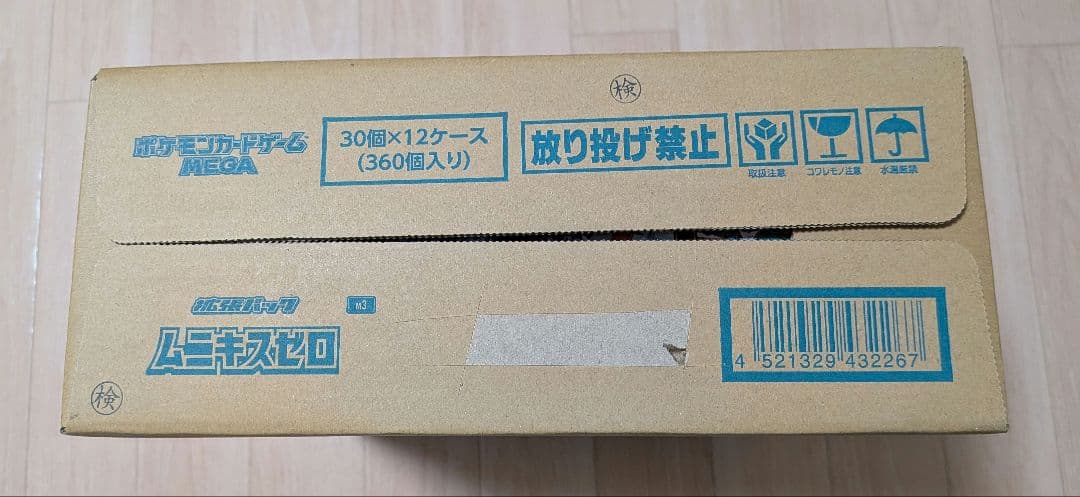 検
ポケモンカードゲーム
MEGA
30個×12ケース
(360個入り)
放り投げ禁止
取扱注意
コワレモノ注意
水濡厳禁
拡張パック
M3
ムニキスゼロ
4 521329 432267
検